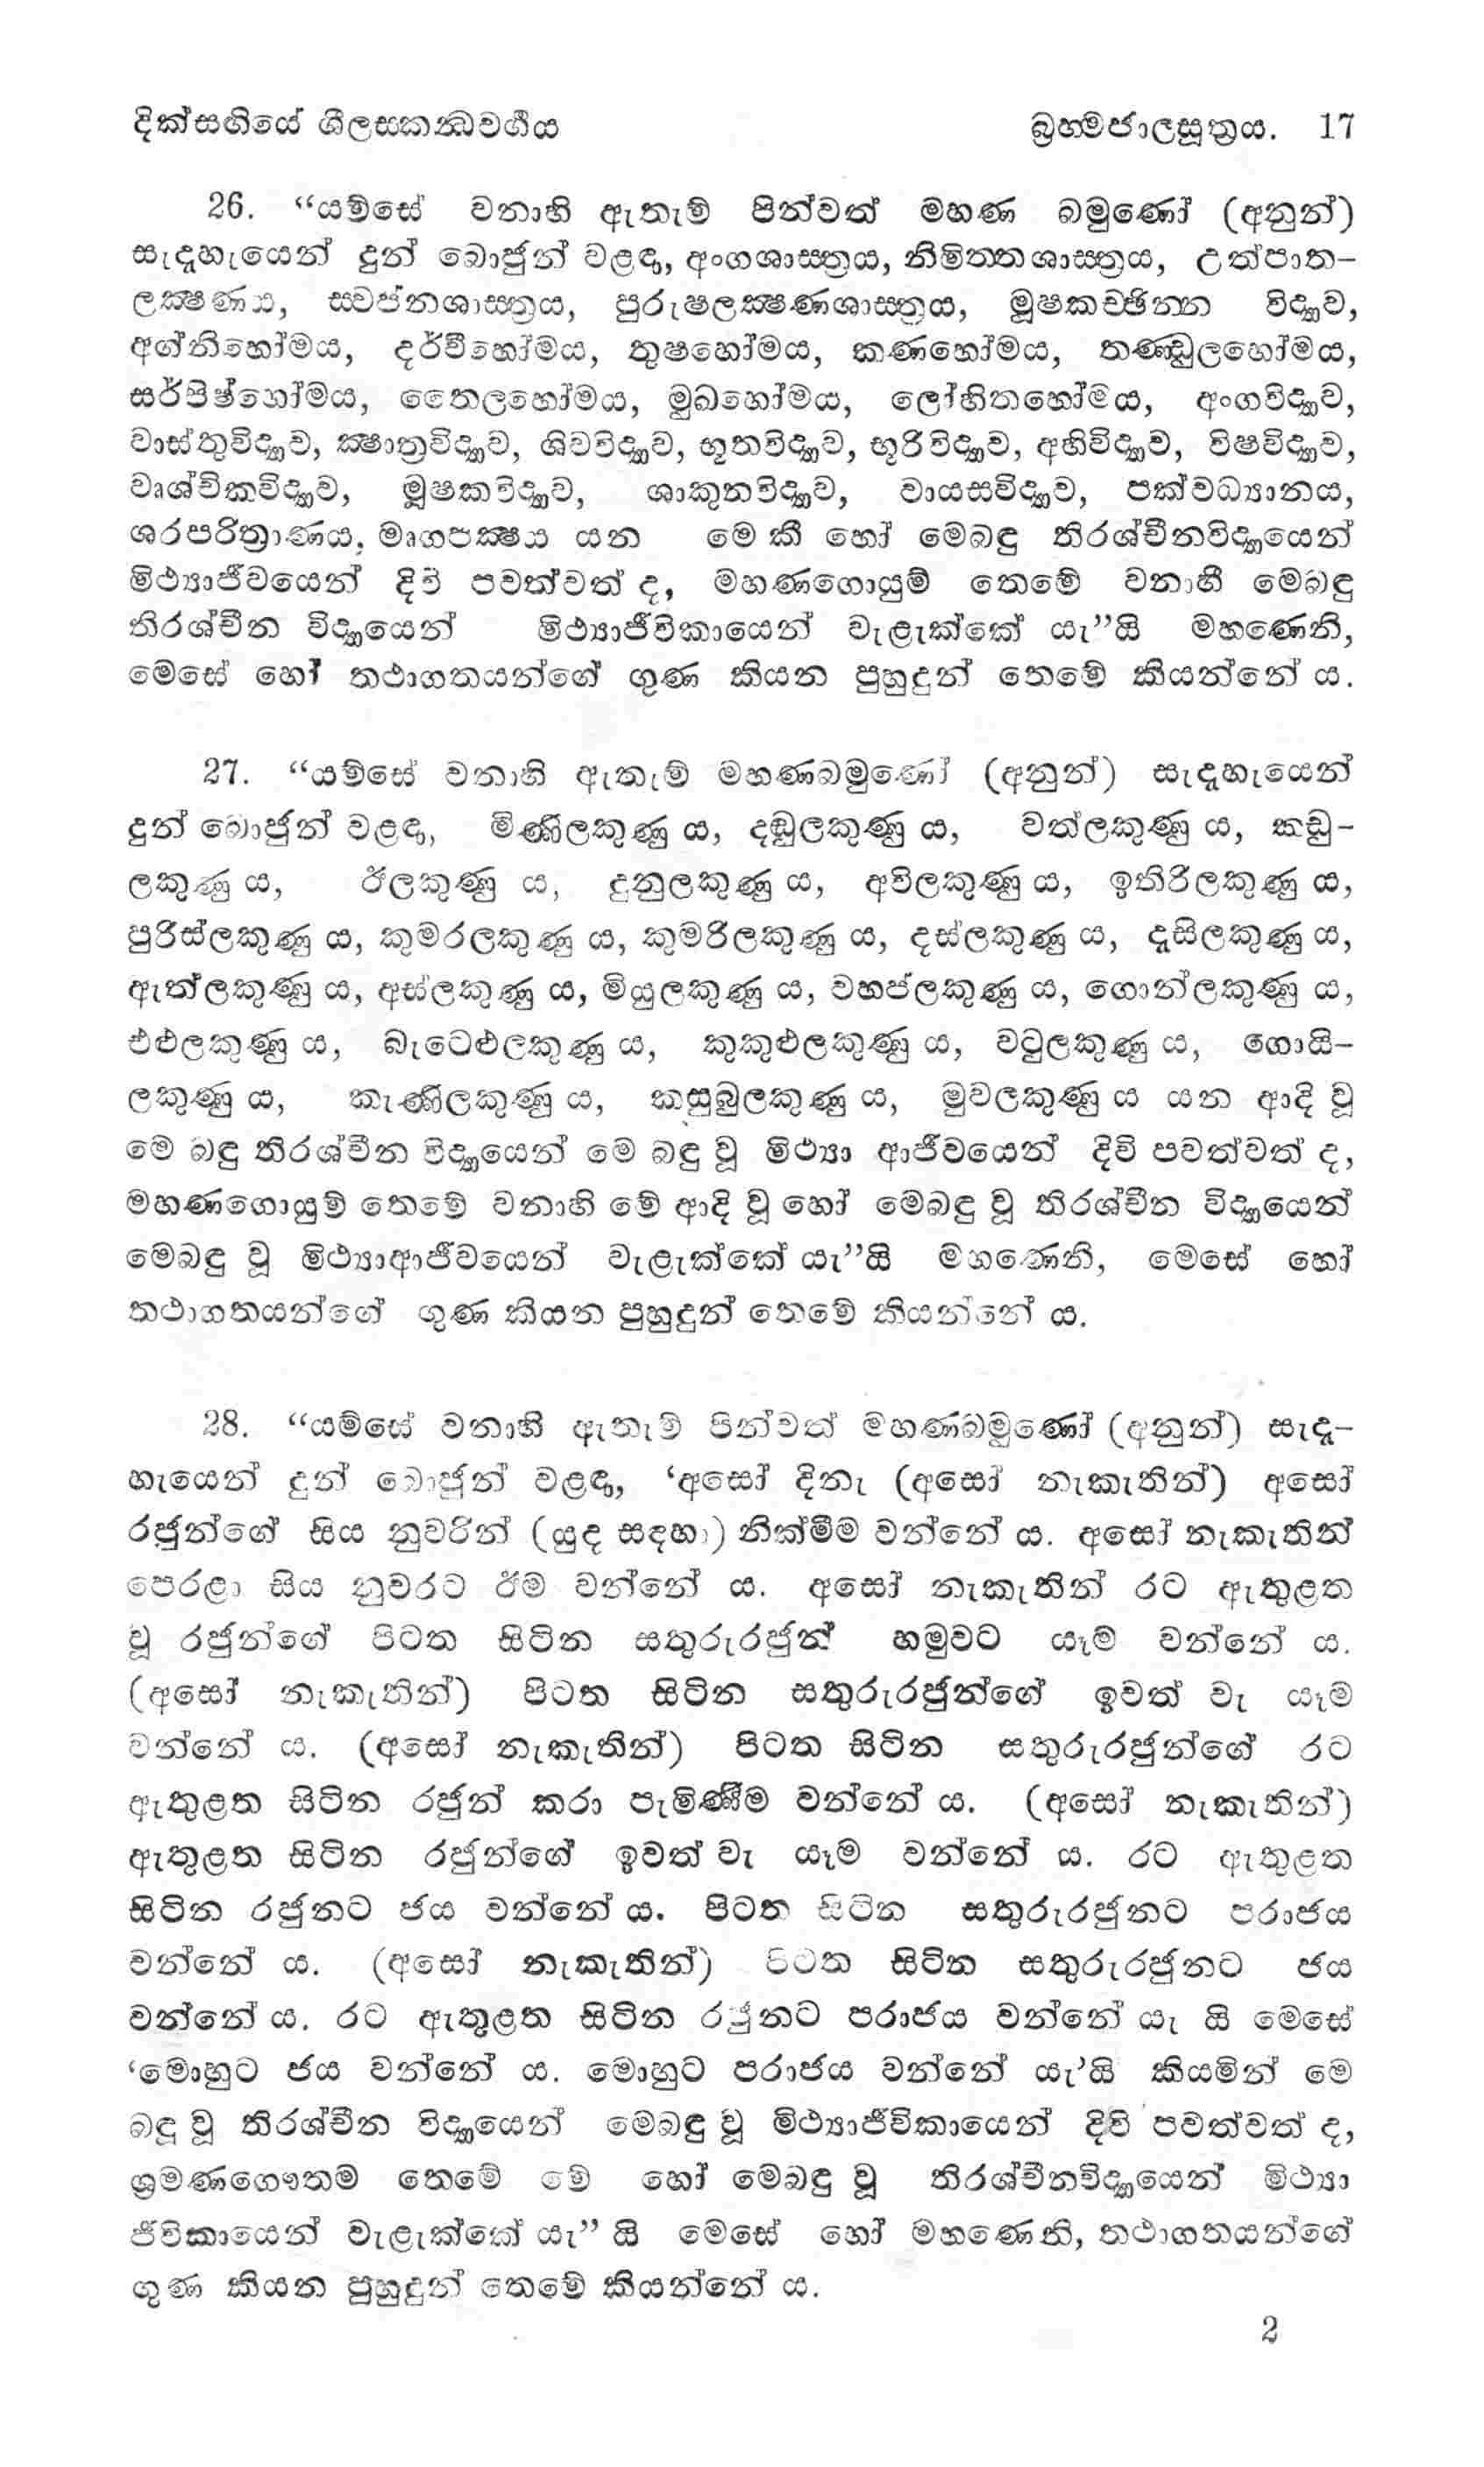 දික්සඟියේ ශීලසකන්‍ධවර්‍ගය බ්‍රහ්මජාලසූත්‍රය. 17
26. “යම්සේ වනාහි ඇතැම් පින්වත් මහණ බමුණෝ (අනුන්)
සැදැහැයෙන් දුන් බොජුන් වළඳා, අංගශාස්ත්‍රය, නිමිත්තශාස්ත්‍රය, උත්පාත–
ලක්‍ෂණය, ස්වප්නශාස්ත්‍රය, පුරුෂලක්‍ෂණශාස්ත්‍රය, මූෂකච්ඡින්න විද්‍යාව,
අග්නිහෝමය, දර්වීහෝමය, තුෂහෝමය, කණහෝමය, තණ්ඩුලහෝමය,
සර්පිෂ්හෝමය, තෛලහෝමය, මුඛහෝමය, ලෝහිතහෝමය, අංගවිද්‍යාව,
වාස්තුවිද්‍යාව, ක්‍ෂාත්‍රවිද්‍යාව, ශිවවිද්‍යාව, භූතවිද්‍යාව, භූරිවිද්‍යාව, අහිවිද්‍යාව, විෂවිද්‍යාව,
වෘශ්චිකවිද්‍යාව, මූෂකවිද්‍යාව, ශාකුනවිද්‍යාව, වායසවිද්‍යාව, පක්වධ්‍යානය,
ශරපරිත්‍රාණය, මෘගපක්‍ෂය යන මෙ කී හෝ මෙබඳු තිරශ්චීනවිද්‍යායෙන්
මිථ්‍යාජීවයෙන් දිවි පවත්වත් ද, මහණගොයුම් තෙමේ වනාහී මෙබඳු
තිරශ්චීන විද්‍යායෙන් මිථ්‍යාජීවිකායෙන් වැළැක්කේ යැ”යි මහණෙනි,
මෙසේ හෝ තථාගතයන්ගේ ගුණ කියන පුහුදුන් තෙමේ කියන්නේ ය.
27. “යම්සේ වනාහි ඇතැම් මහණබමුණෝ (අනුන්) සැදැහැයෙන්
දුන් බොජුන් වළඳා, මිණිලකුණු ය, දඬුලකුණු ය, වත්ලකුණු ය, කඩු–
ලකුණු ය, ඊලකුණු ය, දුනුලකුණු ය, අවිලකුණු ය, ඉතිරිලකුණු ය,
පුරිස්ලකුණු ය, කුමරලකුණු ය, කුමරිලකුණු ය, දස්ලකුණු ය, දැසිලකුණු ය,
ඇත්ලකුණු ය, අස්ලකුණු ය, මියුලකුණු ය, වහප්ලකුණු ය, ගොන්ලකුණු ය,
එළුලකුණු ය, බැටෙළුලකුණු ය, කුකුළුලකුණු ය, වටුලකුණු ය, ගොයි–
ලකුණු ය, කැණිලකුණු ය, කසුබුලකුණු ය, මුවලකුණු ය යන ආදි වූ
මෙ බඳු තිරශ්චීන විද්‍යායෙන් මෙ බඳු වූ මිථ්‍යා ආජීවයෙන් දිවි පවත්වත් ද,
මහණගොයුම් තෙමේ වනාහි මේ ආදි වූ හෝ මෙබඳු වූ තිරශ්චීන විද්‍යායෙන්
මෙබඳු වූ මිථ්‍යාආජීවයෙන් වැළැක්කේ යැ”යි මහණෙනි, මෙසේ හෝ
තථාගතයන්ගේ ගුණ කියන පුහුදුන් තෙමේ කියන්නේ ය.
28. “යම්සේ වනාහී ඇතැම් පින්වත් මහණබමුණෝ (අනුන්) සැදැ–
හැයෙන් දුන් බොජුන් වළඳා, ‘අසෝ දිනැ (අසෝ නැකැතින්) අසෝ
රජුන්ගේ සිය නුවරින් (යුද සඳහා) නික්මීම වන්නේ ය. අසෝ නැකැතින්
පෙරළා සිය නුවරට ඊම වන්නේ ය. අසෝ නැකැතින් රට ඇතුළත
වූ රජුන්ගේ පිටත සිටින සතුරුරජුන් හමුවට යෑම් වන්නේ ය.
(අසෝ නැකැතින්) පිටත සිටින සතුරුරජුන්ගේ ඉවත් වැ යෑම
වන්නේ ය. (අසෝ නැකැතින්) පිටත සිටින සතුරුරජුන්ගේ රට
ඇතුළත සිටින රජුන් කරා පැමිණීම වන්නේ ය. (අසෝ නැකැතින්)
ඇතුළත සිටින රජුන්ගේ ඉවත් වැ යෑම වන්නේ ය. රට ඇතුළත
සිටින රජුනට ජය වන්නේ ය. පිටත සිටින සතුරුරජුනට පරාජය
වන්නේ ය. (අසෝ නැකැතින්) පිටත සිටින සතුරුරජුනට ජය
වන්නේ ය. රට ඇතුළත සිටින රජුනට පරාජය වන්නේ යැ යි මෙසේ
‘මොහුට ජය වන්නේ ය. මොහුට පරාජය වන්නේ යැ’යි කියමින් මෙ
බඳු වූ තිරශ්චීන විද්‍යායෙන් මෙබඳු වූ මිථ්‍යාජීවිකායෙන් දිවි පවත්වත් ද,
ශ්‍රමණගෞතම තෙමේ මේ හෝ මෙබඳු වූ තිරශ්චීනවිද්‍යායෙන් මිථ්‍යා
ජීවිකායෙන් වැළැක්කේ යැ” යි මෙසේ හෝ මහණෙනි, තථාගතයන්ගේ
ගුණ කියන පුහුදුන් තෙමේ කියන්නේ ය.
2